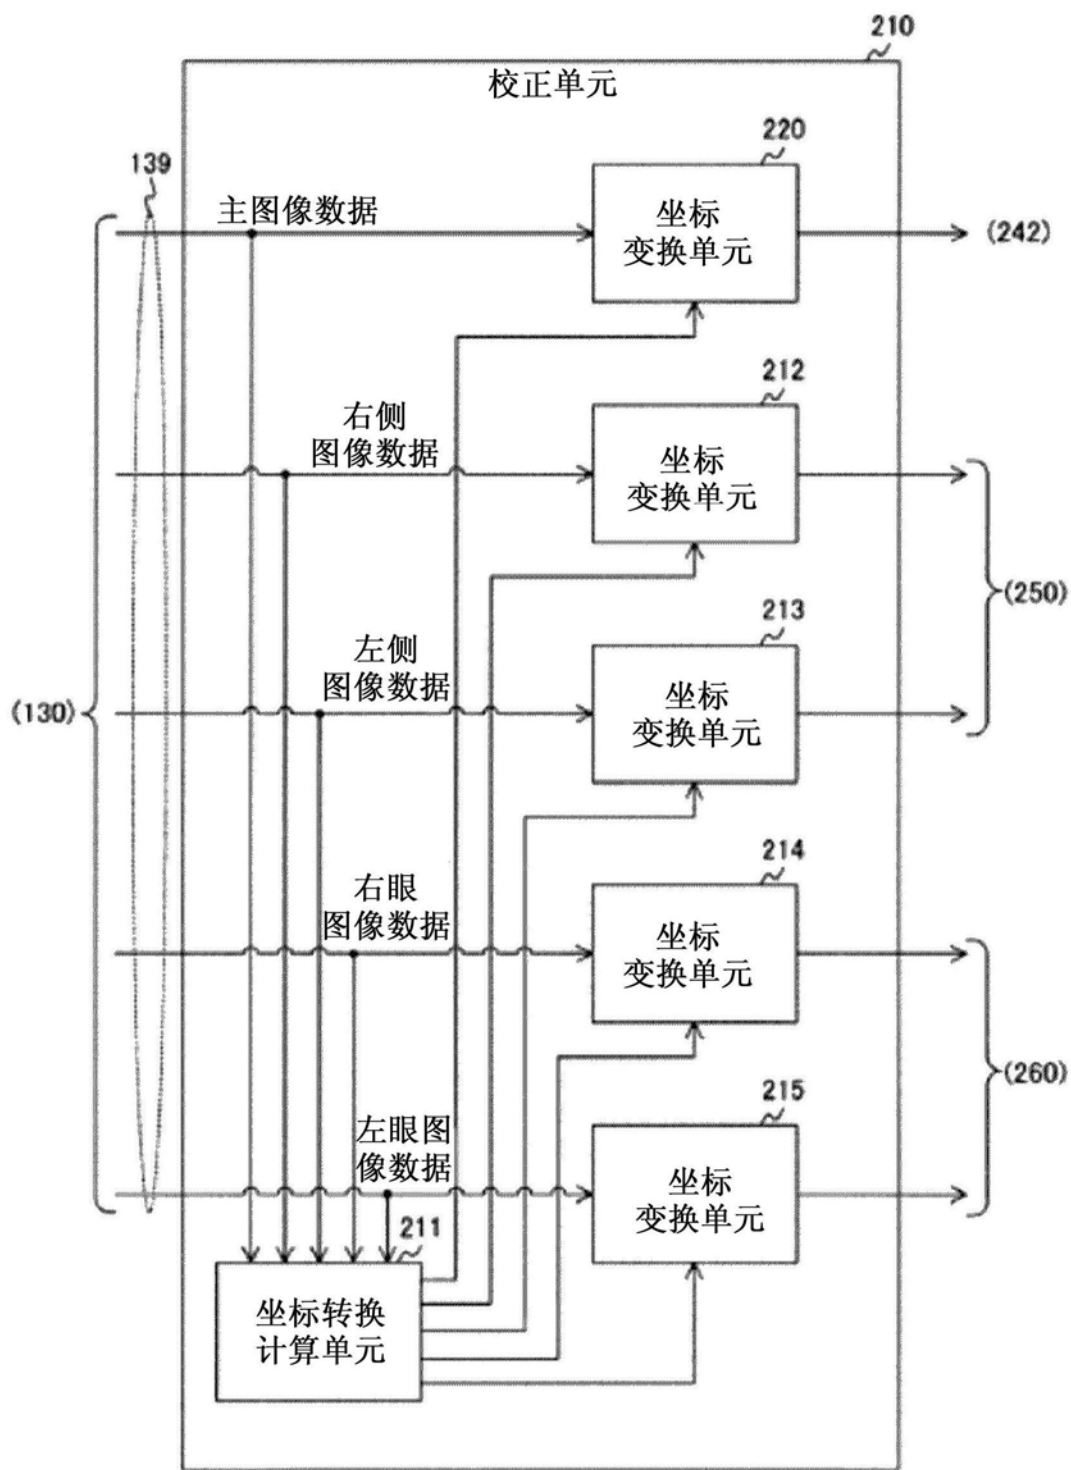 210
校正单元
220
139
主图像数据
坐标
变换单元
(242)
212
右侧
图像数据
坐标
变换单元
(250)
213
左侧
图像数据
坐标
变换单元
(130)
214
右眼
图像数据
坐标
变换单元
(260)
215
左眼图
像数据
坐标
变换单元
211
坐标转换
计算单元